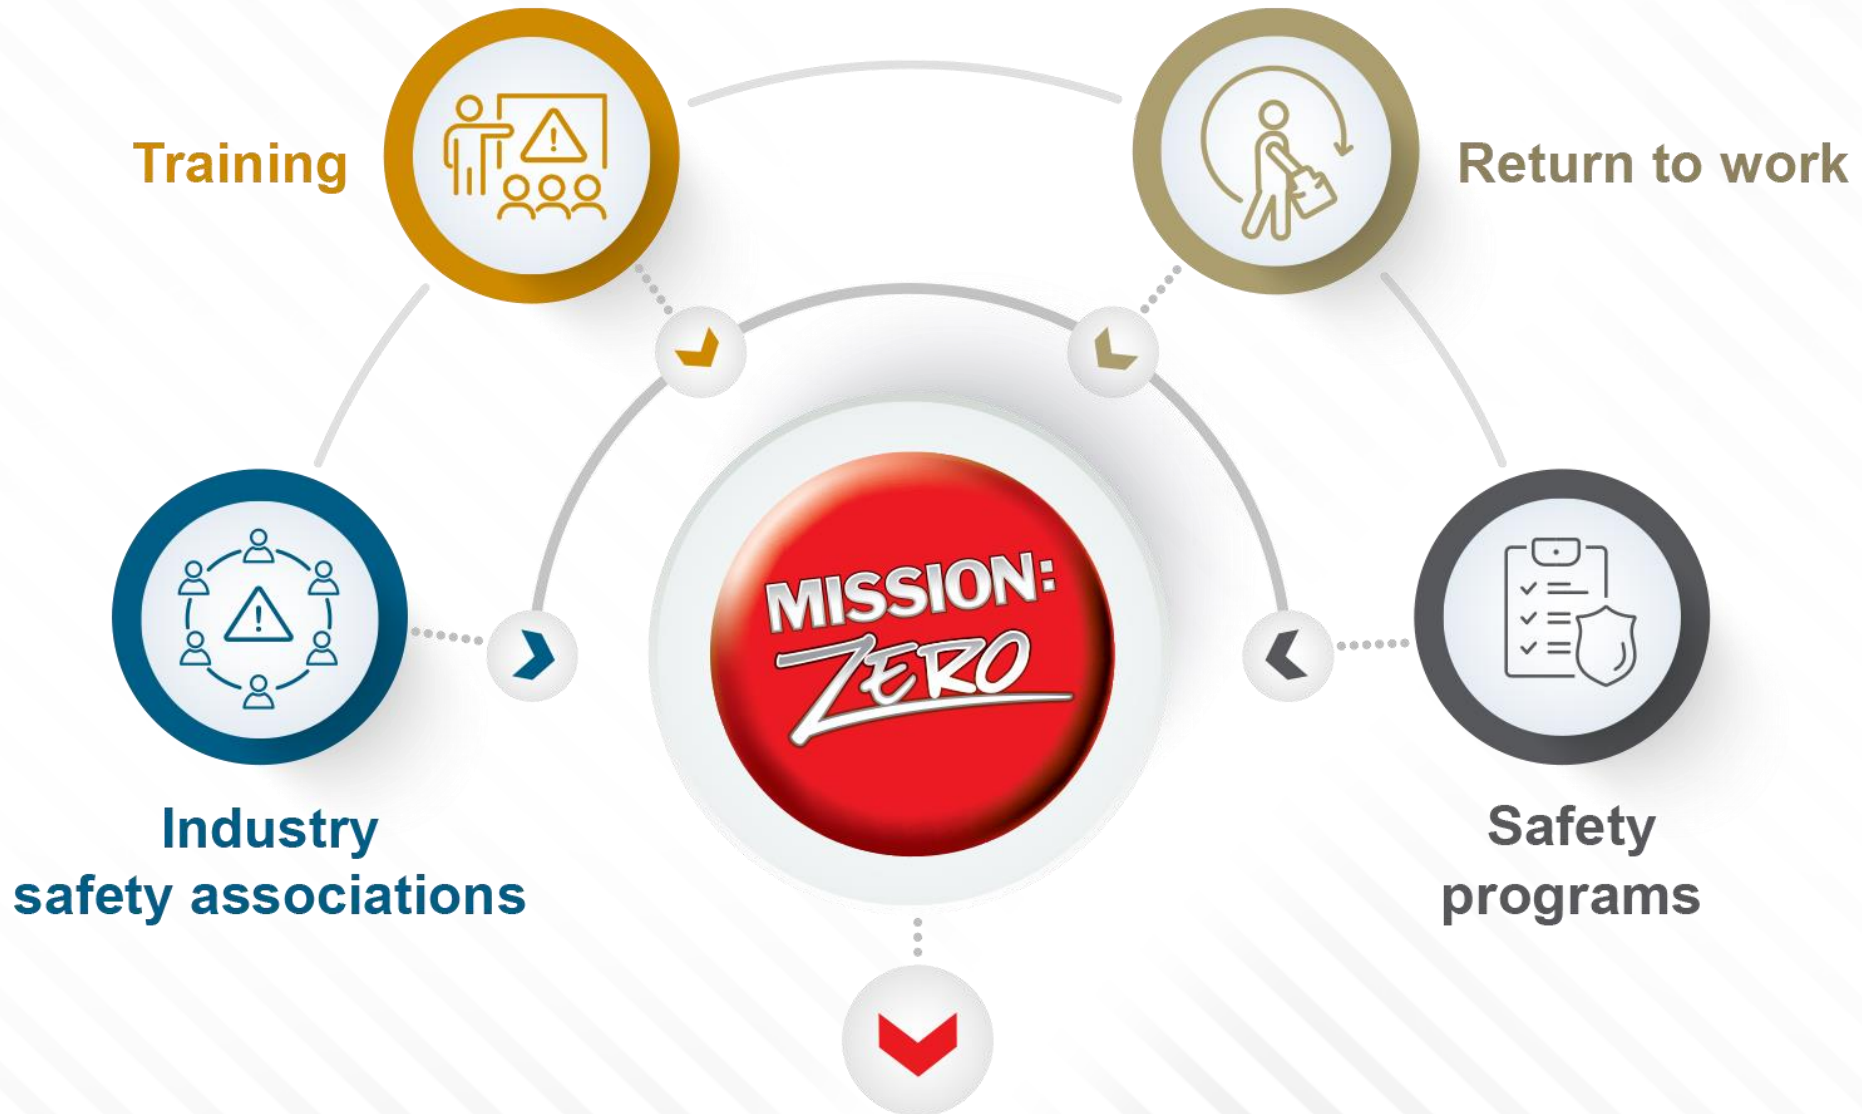 Training
Return to work
MISSION:
ZERO
Industry
safety associations
Safety
programs